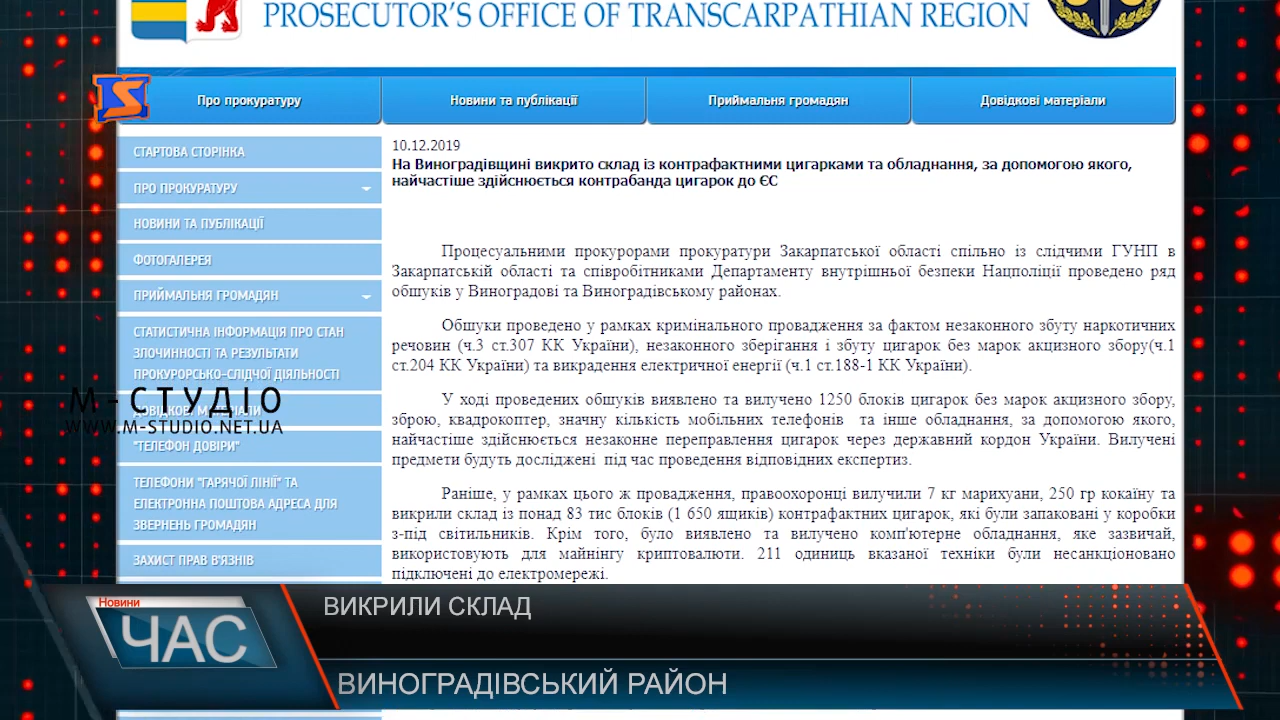 PROSECUTOR'S OFFICE OF TRANSCARPATHIAN REGION
Про прокуратуру
Новини та публікації
Приймальня громадян
Довідкові матеріали
СТАРТОВА СТОРІНКА
ПРО ПРОКУРАТУРУ
НОВИНИ ТА ПУБЛІКАЦІЇ
ФОТОГАЛЕРЕЯ
ПРИЙМАЛЬНЯ ГРОМАДЯН
СТАТИСТИЧНА ІНФОРМАЦІЯ ПРО СТАН
ЗЛОЧИННОСТІ ТА РЕЗУЛЬТАТИ
ПРОКУРОРСЬКО-СЛІДЧОЇ ДІЯЛЬНОСТІ
ДОВІДКОВІ МАТЕРІАЛИ
"ТЕЛЕФОН ДОВІРИ"
ТЕЛЕФОНИ "ГАРЯЧОЇ ЛІНІЇ" ТА
ЕЛЕКТРОННА ПОШТОВА АДРЕСА ДЛЯ
ЗВЕРНЕНЬ ГРОМАДЯН
ЗАХИСТ ПРАВ В'ЯЗНІВ
М-СТУДІО
WWW.M-STUDIO.NET.UA
10.12.2019
На Виноградівщині викрито склад із контрафактними цигарками та обладнання, за допомогою якого,
найчастіше здійснюється контрабанда цигарок до ЄС
Процесуальними прокурорами прокуратури Закарпатської області спільно із слідчими ГУНП в
Закарпатській області та співробітниками Департаменту внутрішньої безпеки Нацполіції проведено ряд
обшуків у Виноградові та Виноградівському районах.
Обшуки проведено у рамках кримінального провадження за фактом незаконного збуту наркотичних
речовин (ч.3 ст.307 КК України), незаконного зберігання і збуту цигарок без марок акцизного збору(ч.1
ст.204 КК України) та викрадення електричної енергії (ч.1 ст.188-1 КК України).
У ході проведених обшуків виявлено та вилучено 1250 блоків цигарок без марок акцизного збору,
зброю, квадрокоптер, значну кількість мобільних телефонів та інше обладнання, за допомогою якого,
найчастіше здійснюється незаконне переправлення цигарок через державний кордон України. Вилучені
предмети будуть досліджені під час проведення відповідних експертиз.
Раніше, у рамках цього ж провадження, правоохоронці вилучили 7 кг марихуани, 250 гр кокаїну та
викрили склад із понад 83 тис блоків (1 650 ящиків) контрафактних цигарок, які були запаковані у коробки
з-під світильників. Крім того, було виявлено та вилучено комп'ютерне обладнання, яке зазвичай,
використовують для майнінгу криптовалюти. 211 одиниць вказаної техніки були несанкціоновано
підключені до електромережі.
Новини
ЧАС
ВИКРИЛИ СКЛАД
ВИНОГРАДІВСЬКИЙ РАЙОН